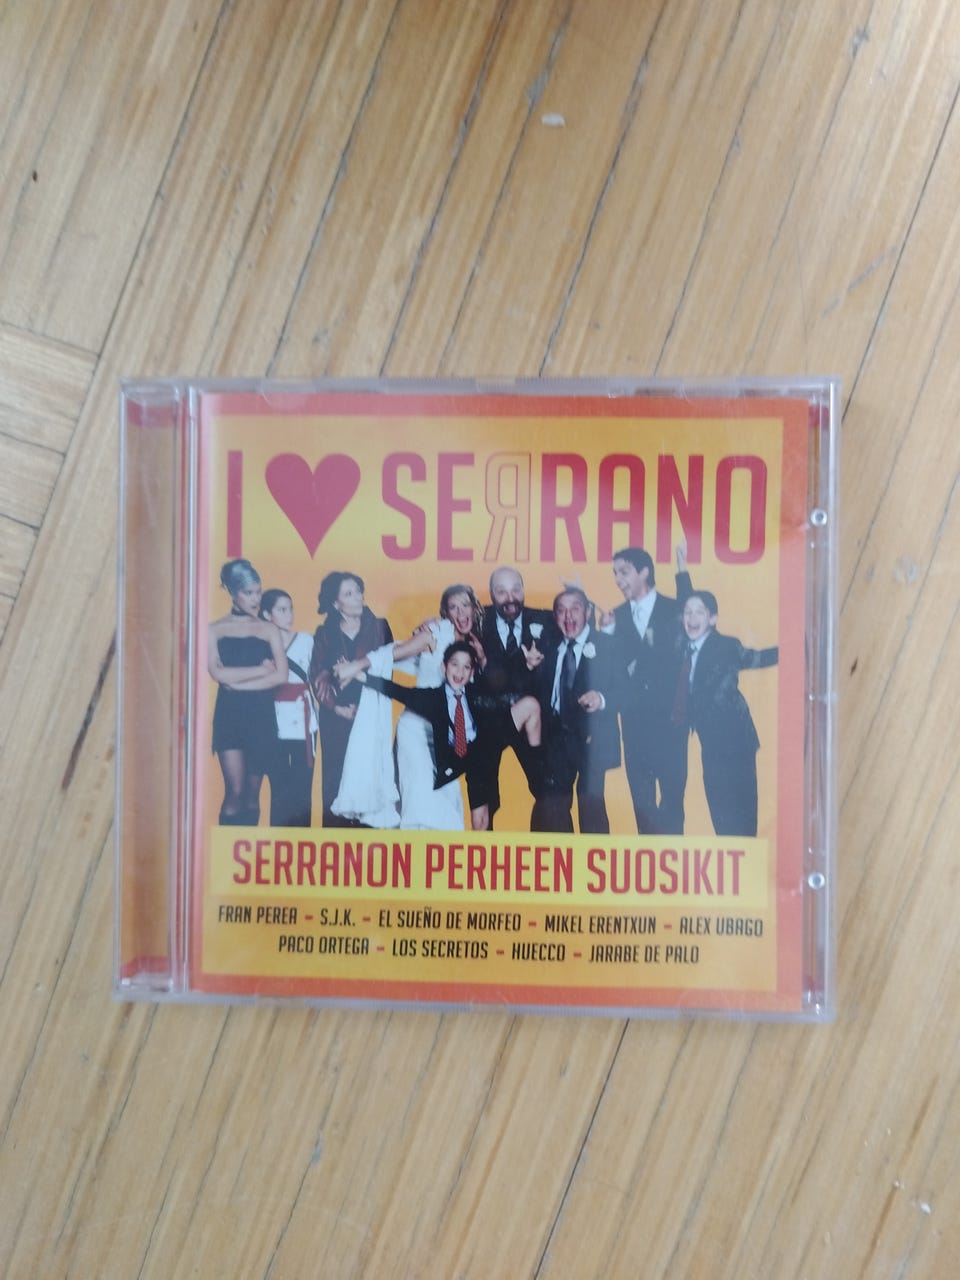 I ♥ SERRANO
SERRANON PERHEEN SUOSIKIT
FRAN PEREA - S.J.K. - EL SUEÑO DE MORFEO - MIKEL ERENTXUN - ALEX UBAGO
PACO ORTEGA - LOS SECRETOS - HUECCO - JARABE DE PALO